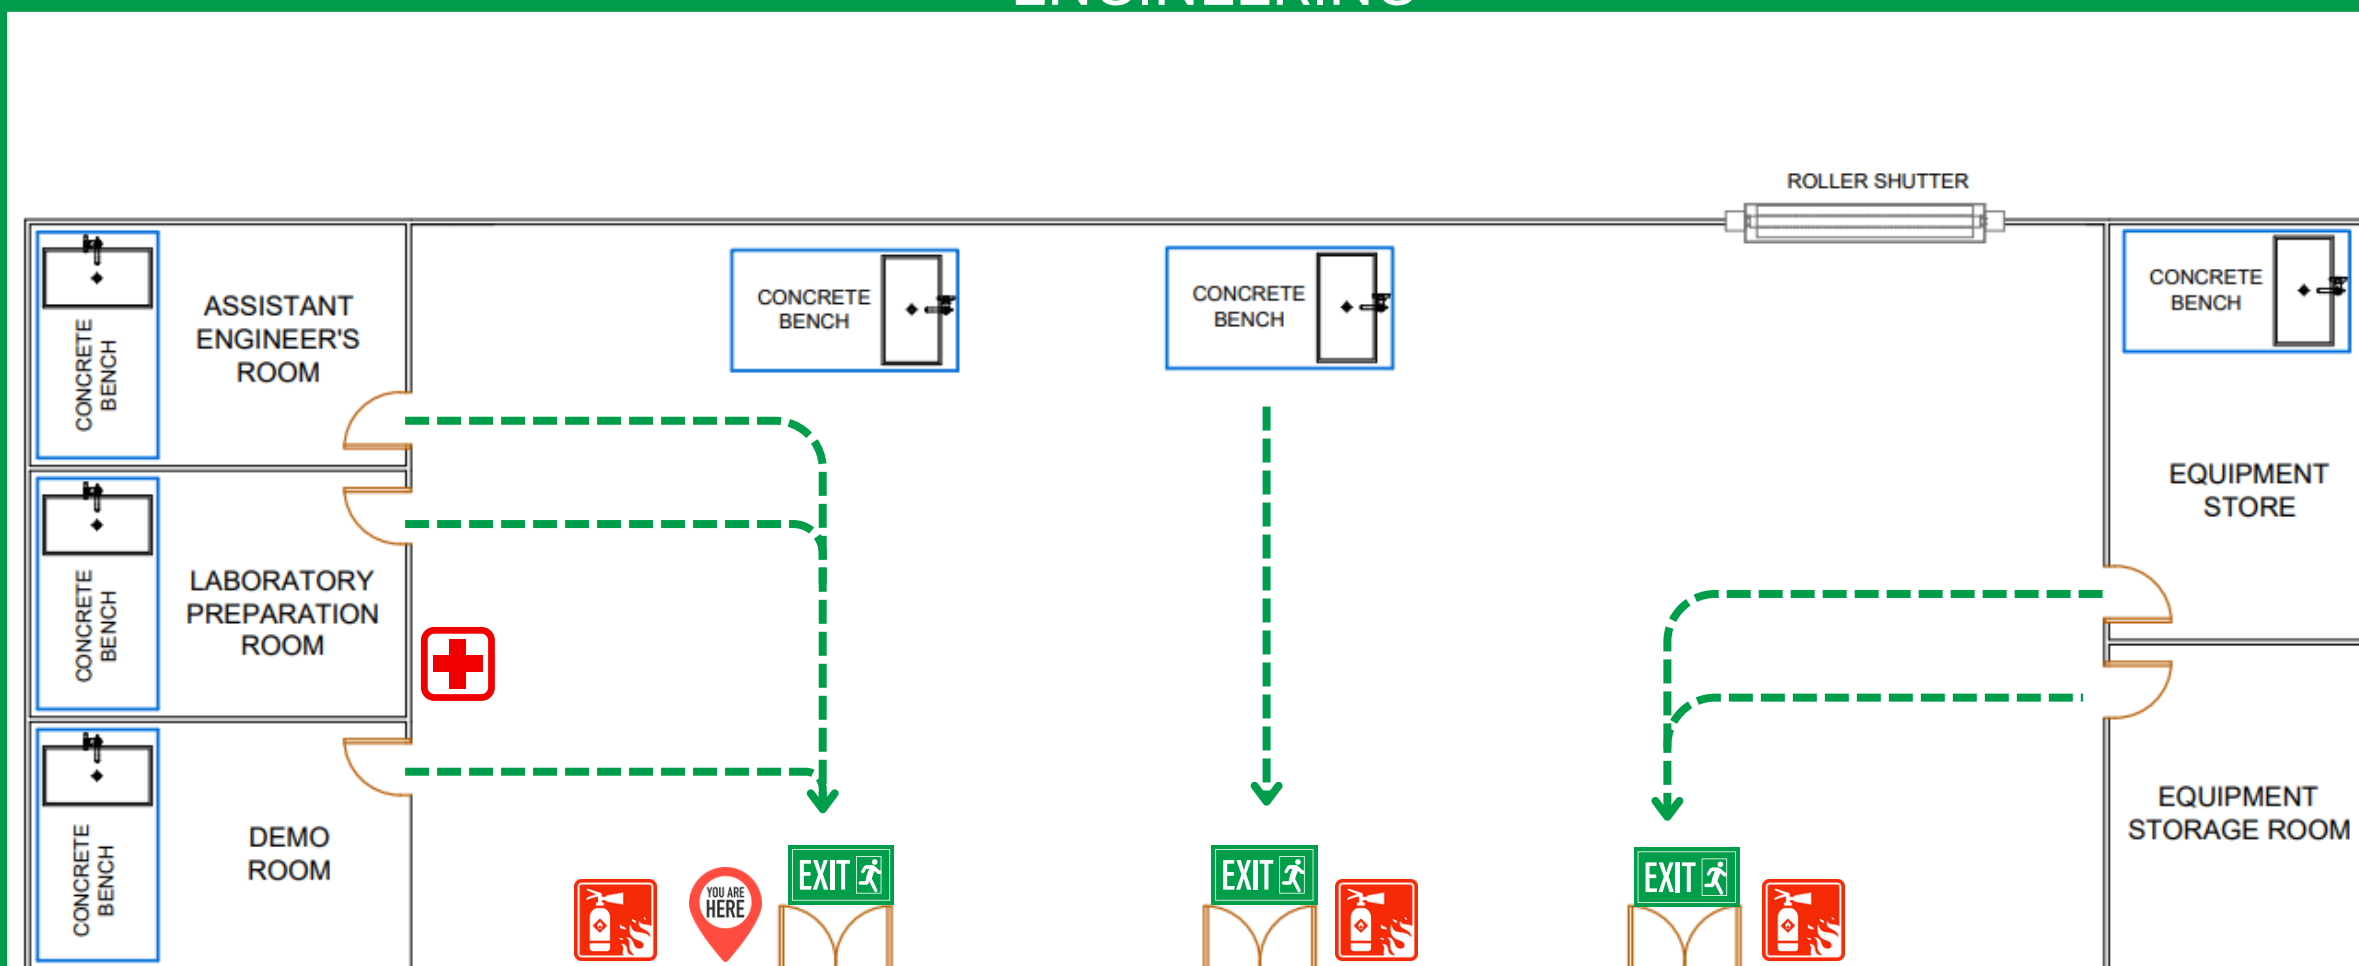 ENGINEERING
ROLLER SHUTTER
ASSISTANT
ENGINEER'S
ROOM
CONCRETE
BENCH
CONCRETE
BENCH
CONCRETE
BENCH
CONCRETE
BENCH
EQUIPMENT
STORE
LABORATORY
PREPARATION
ROOM
CONCRETE
BENCH
EQUIPMENT
STORAGE ROOM
DEMO
ROOM
CONCRETE
BENCH
YOU ARE
HERE
EXIT
EXIT
EXIT